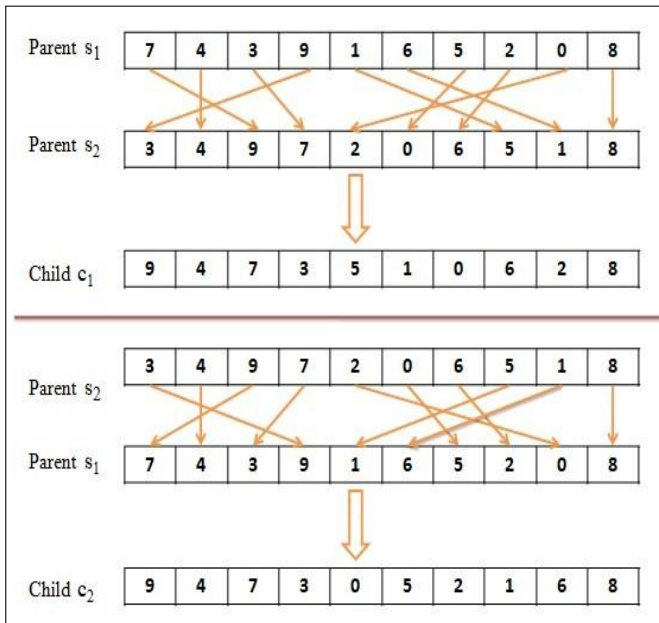 Parent s1 7 4 3 9 1 6 5 2 0 8
Parent s2 3 4 9 7 2 0 6 5 1 8
Child c1 9 4 7 3 5 1 0 6 2 8
Parent s2 3 4 9 7 2 0 6 5 1 8
Parent s1 7 4 3 9 1 6 5 2 0 8
Child c2 9 4 7 3 0 5 2 1 6 8